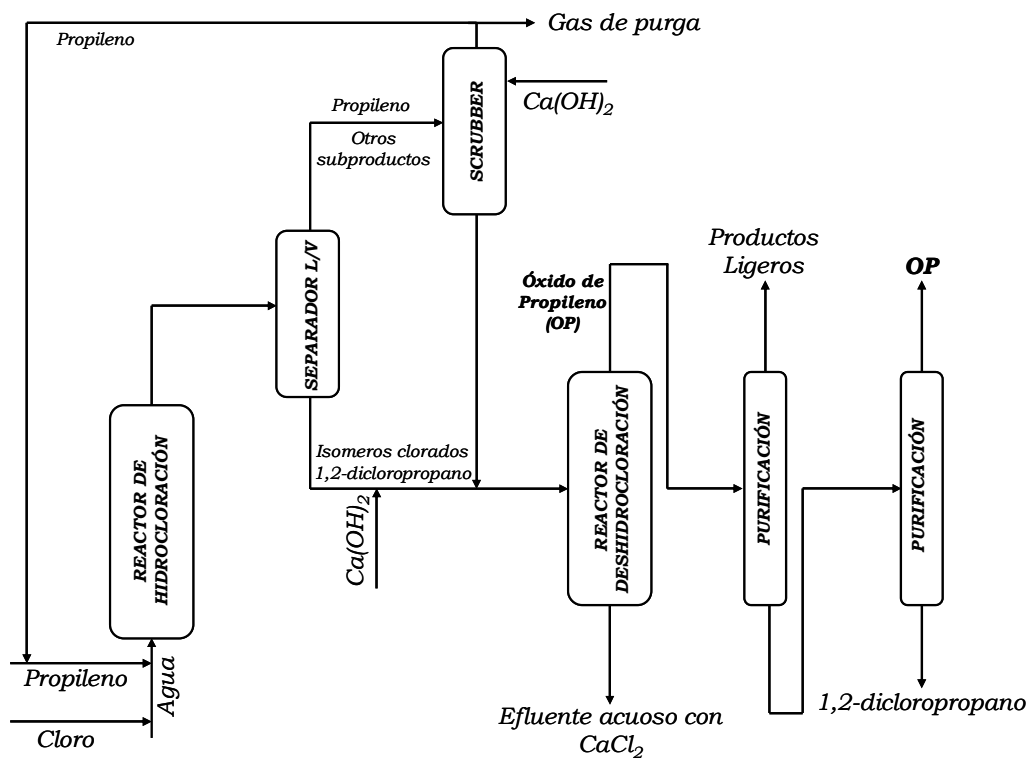 Gas de purga
Propileno
Ca(OH)2
SCRUBBER
Propileno
Otros
subproductos
SEPARADOR L/V
Productos
Ligeros
OP
Óxido de
Propileno
(OP)
Isomeros clorados
1,2-dicloropropano
Ca(OH)2
REACTOR DE
HIDROCLORACIÓN
REACTOR DE
DESHIDROCLORACIÓN
PURIFICACIÓN
PURIFICACIÓN
Propileno
Agua
Cloro
Efluente acuoso con
CaCl2
1,2-dicloropropano